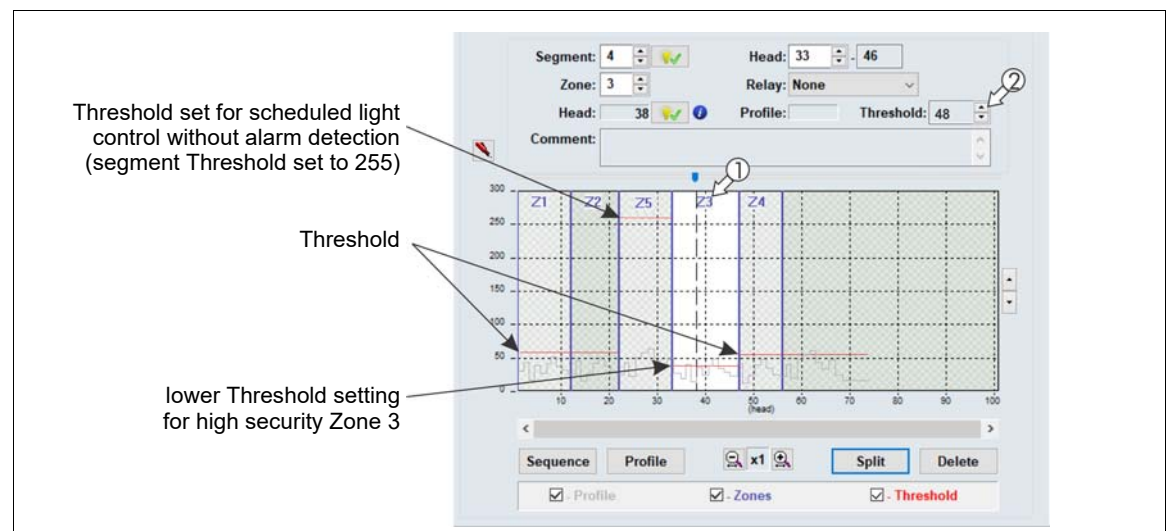 Segment: 4 Head: 33 - 46
Zone: 3 Relay: None
Head: 38 Profile: Threshold: 48
Comment:
②
①
Threshold set for scheduled light
control without alarm detection
(segment Threshold set to 255)
Threshold
lower Threshold setting
for high security Zone 3
Z1 Z2 Z5 Z3 Z4
300
250
200
150
100
50
0
10 20 30 40 50 60 70 80 90 100
(head)
< >
Sequence Profile x1 Split Delete
- Profile - Zones - Threshold